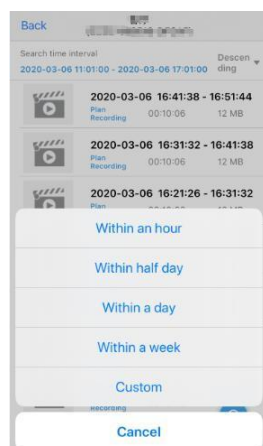 Back
Search time interval
Descen
ding
2020-03-06 11:01:00 - 2020-03-06 17:01:00
2020-03-06 16:41:38 - 16:51:44
Plan
Recording
00:10:06
12 MB
2020-03-06 16:31:32 - 16:41:38
Plan
Recording
00:10:06
12 MB
2020-03-06 16:21:26 - 16:31:32
Plan
Within an hour
Within half day
Within a day
Within a week
Custom
Recording
Cancel